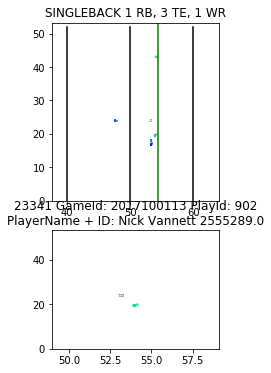 SINGLEBACK 1 RB, 3 TE, 1 WR
50
40
30
20
10
0
40 50 60
23341 GameId: 2017100113 PlayId: 902
PlayerName + ID: Nick Vannett 2555289.0
40
20
0
50.0 52.5 55.0 57.5